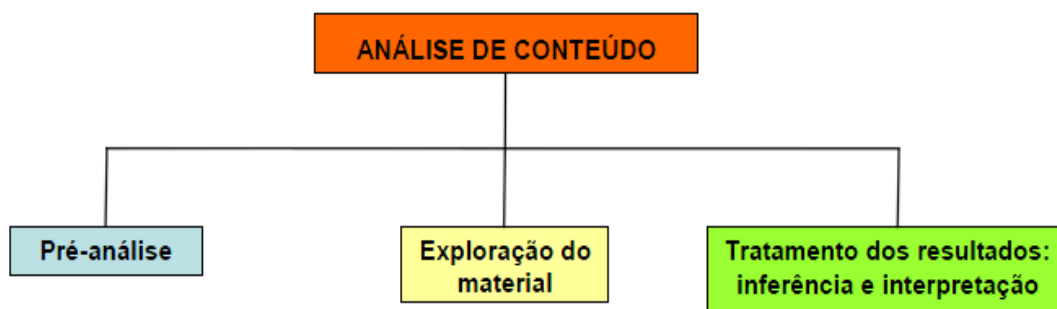 ANÁLISE DE CONTEÚDO
Pré-análise
Exploração do
material
Tratamento dos resultados:
inferência e interpretação